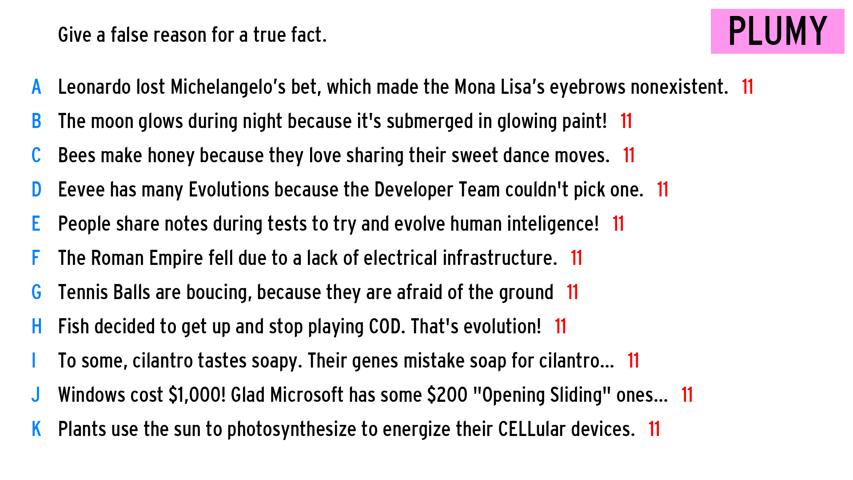 Give a false reason for a true fact.
PLUMY
A Leonardo lost Michelangelo's bet, which made the Mona Lisa's eyebrows nonexistent. 11
B The moon glows during night because it's submerged in glowing paint! 11
C Bees make honey because they love sharing their sweet dance moves. 11
D Eevee has many Evolutions because the Developer Team couldn't pick one. 11
E People share notes during tests to try and evolve human inteligence! 11
F The Roman Empire fell due to a lack of electrical infrastructure. 11
G Tennis Balls are boucing, because they are afraid of the ground 11
H Fish decided to get up and stop playing COD. That's evolution! 11
I To some, cilantro tastes soapy. Their genes mistake soap for cilantro... 11
J Windows cost $1,000! Glad Microsoft has some $200 "Opening Sliding" ones... 11
K Plants use the sun to photosynthesize to energize their CELLular devices. 11